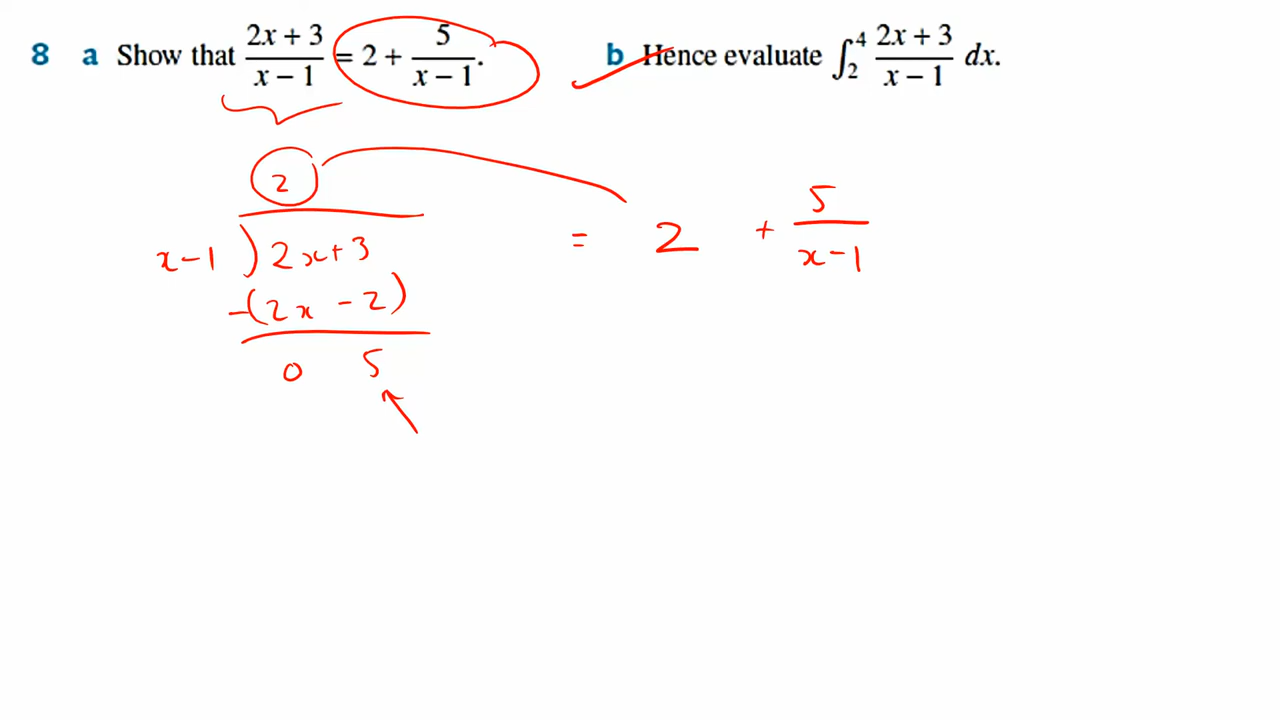 8 a Show that (2x + 3)/(x − 1) = 2 + 5/(x − 1). b Hence evaluate ∫₂⁴ (2x + 3)/(x − 1) dx.
2
x−1 ) 2x+3 = 2 + 5/(x−1)
−(2x − 2)
0 5